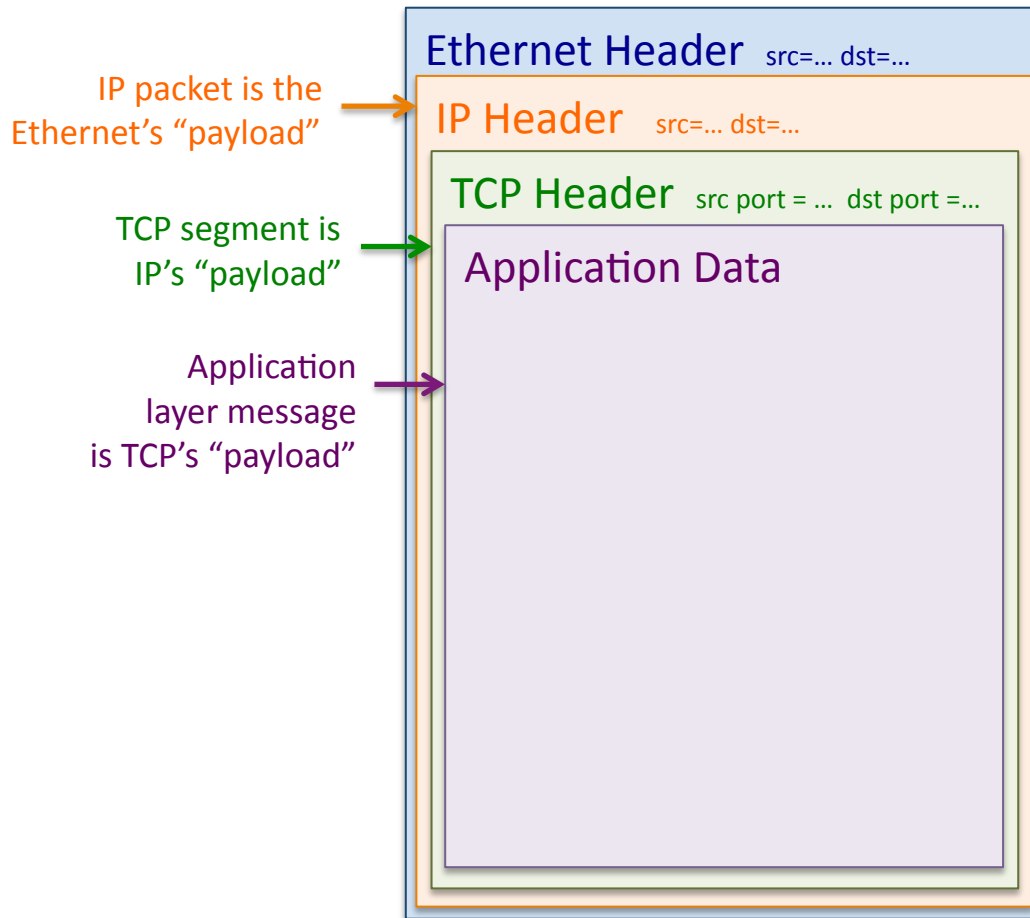 Ethernet Header src=… dst=…
IP packet is the
Ethernet’s “payload”
IP Header src=… dst=…
TCP Header src port = … dst port =…
TCP segment is
IP’s “payload”
Application Data
Application
layer message
is TCP’s “payload”